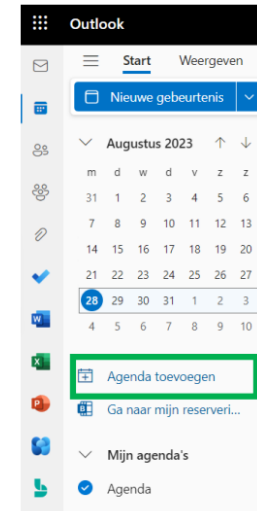 Outlook
Start Weergeven
Nieuwe gebeurtenis
Augustus 2023
m d w d v z z
31 1 2 3 4 5 6
7 8 9 10 11 12 13
14 15 16 17 18 19 20
21 22 23 24 25 26 27
28 29 30 31 1 2 3
4 5 6 7 8 9 10
Agenda toevoegen
Ga naar mijn reserveri...
Mijn agenda's
Agenda